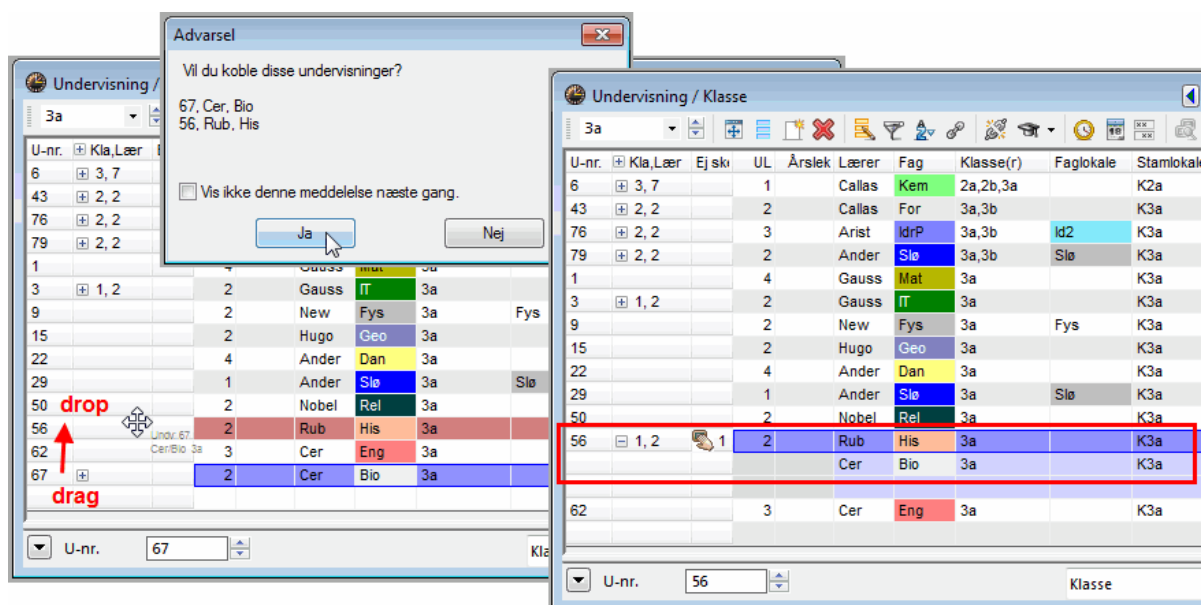 Advarsel
Vil du koble disse undervisninger?
67, Cer, Bio
56, Rub, His
Vis ikke denne meddelelse næste gang.
Ja Nej
Undervisning /
3a
U-nr. Kla,Lær
6 3, 7
43 2, 2
76 2, 2
79 2, 2
1 4 Gauss Mat 3a
3 1, 2 2 Gauss IT 3a
9 2 New Fys 3a Fys
15 2 Hugo Geo 3a
22 4 Ander Dan 3a
29 1 Ander Slø 3a Slø
50 2 Nobel Rel 3a
drop
56 2 Rub His 3a
Undv. 67
Cer/Bio 3a
62 3 Cer Eng 3a
67 2 Cer Bio 3a
drag
U-nr. 67 Kla
Undervisning / Klasse
3a
U-nr. Kla,Lær Ej sk UL Årslek Lærer Fag Klasse(r) Faglokale Stamlokale
6 3, 7 1 Callas Kem 2a,2b,3a K2a
43 2, 2 2 Callas For 3a,3b K3a
76 2, 2 3 Arist IdrP 3a,3b Id2 K3a
79 2, 2 2 Ander Slø 3a,3b Slø K3a
1 4 Gauss Mat 3a K3a
3 1, 2 2 Gauss IT 3a K3a
9 2 New Fys 3a Fys K3a
15 2 Hugo Geo 3a K3a
22 4 Ander Dan 3a K3a
29 1 Ander Slø 3a Slø K3a
50 2 Nobel Rel 3a K3a
56 1, 2 1 2 Rub His 3a K3a
Cer Bio 3a K3a
62 3 Cer Eng 3a K3a
U-nr. 56 Klasse